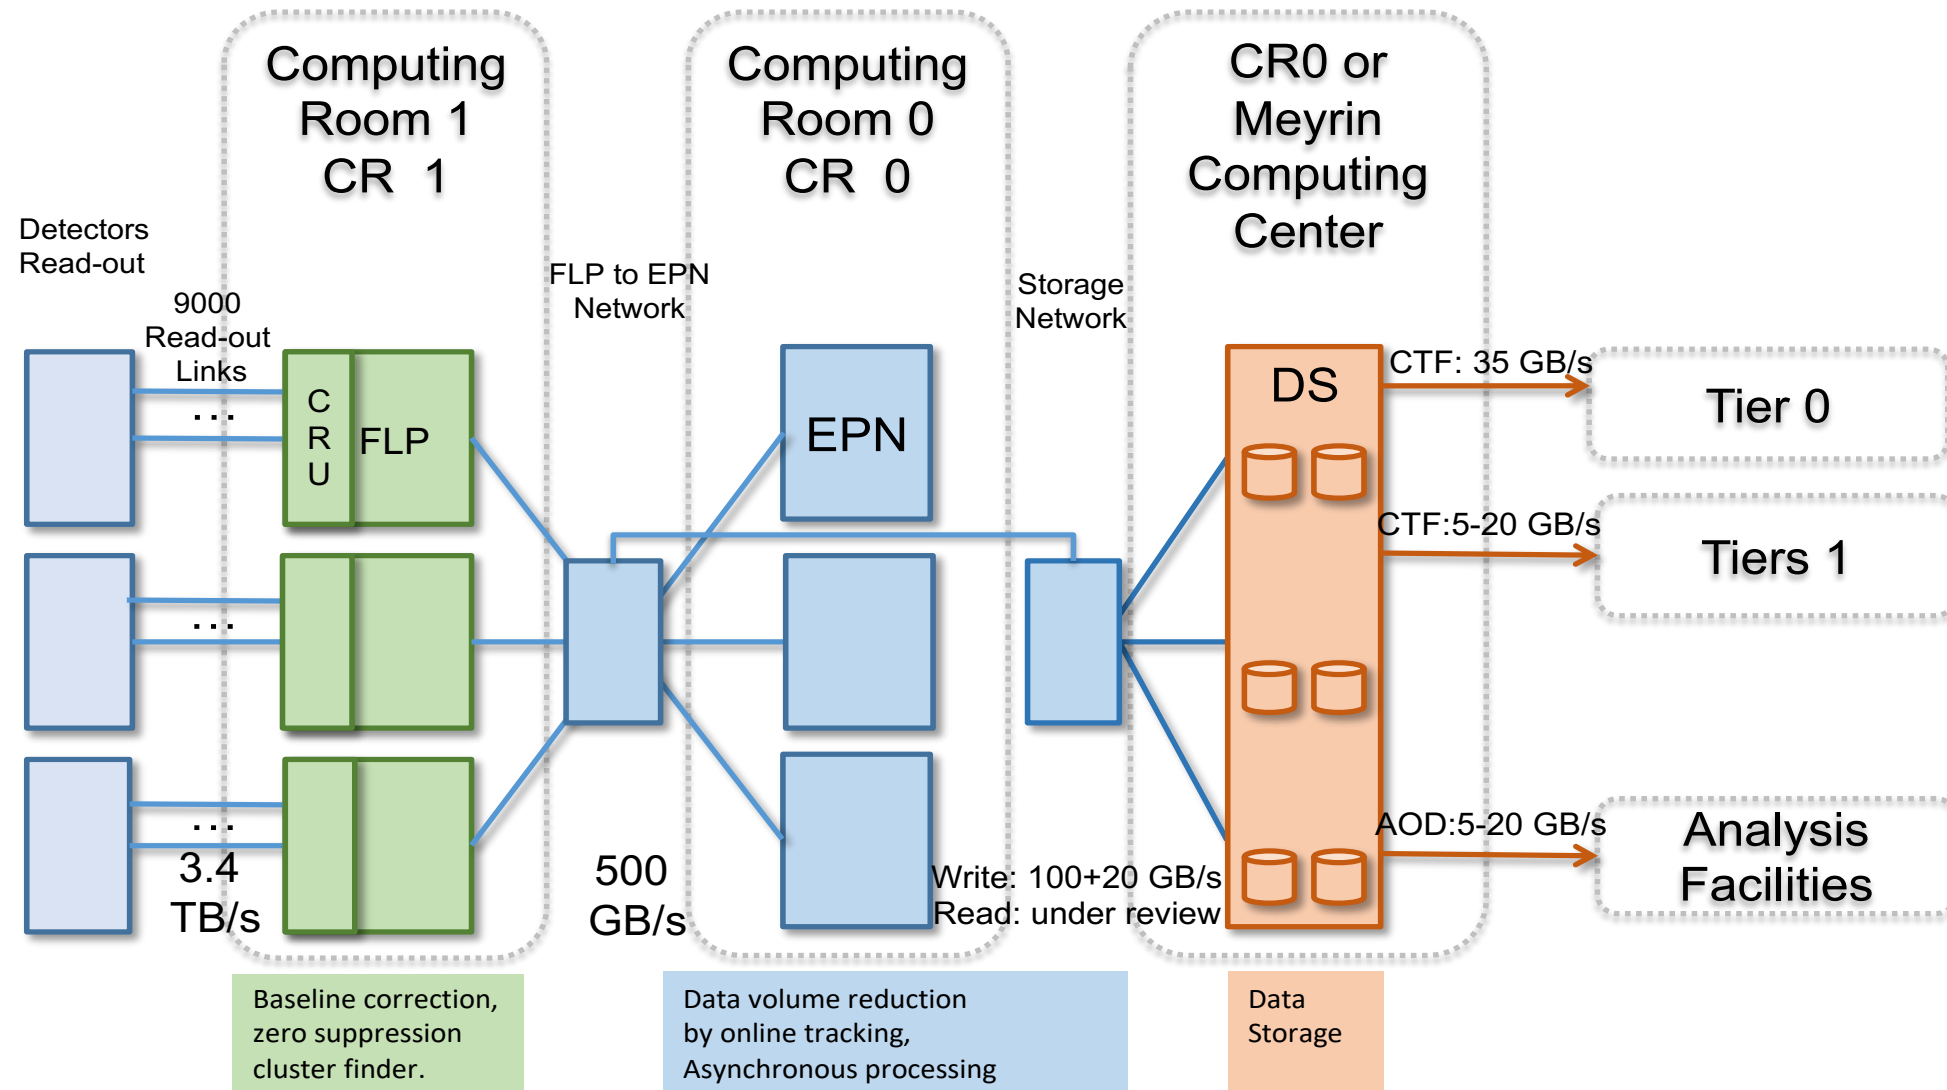 Computing
Room 1
CR 1
Computing
Room 0
CR 0
CR0 or
Meyrin
Computing
Center
Detectors
Read-out
9000
Read-out
Links
FLP to EPN
Network
Storage
Network
...
C
R
U
FLP
EPN
DS
CTF: 35 GB/s
Tier 0
CTF:5-20 GB/s
Tiers 1
...
...
3.4
TB/s
500
GB/s
Write: 100+20 GB/s
Read: under review
AOD:5-20 GB/s
Analysis
Facilities
Baseline correction,
zero suppression
cluster finder.
Data volume reduction
by online tracking,
Asynchronous processing
Data
Storage